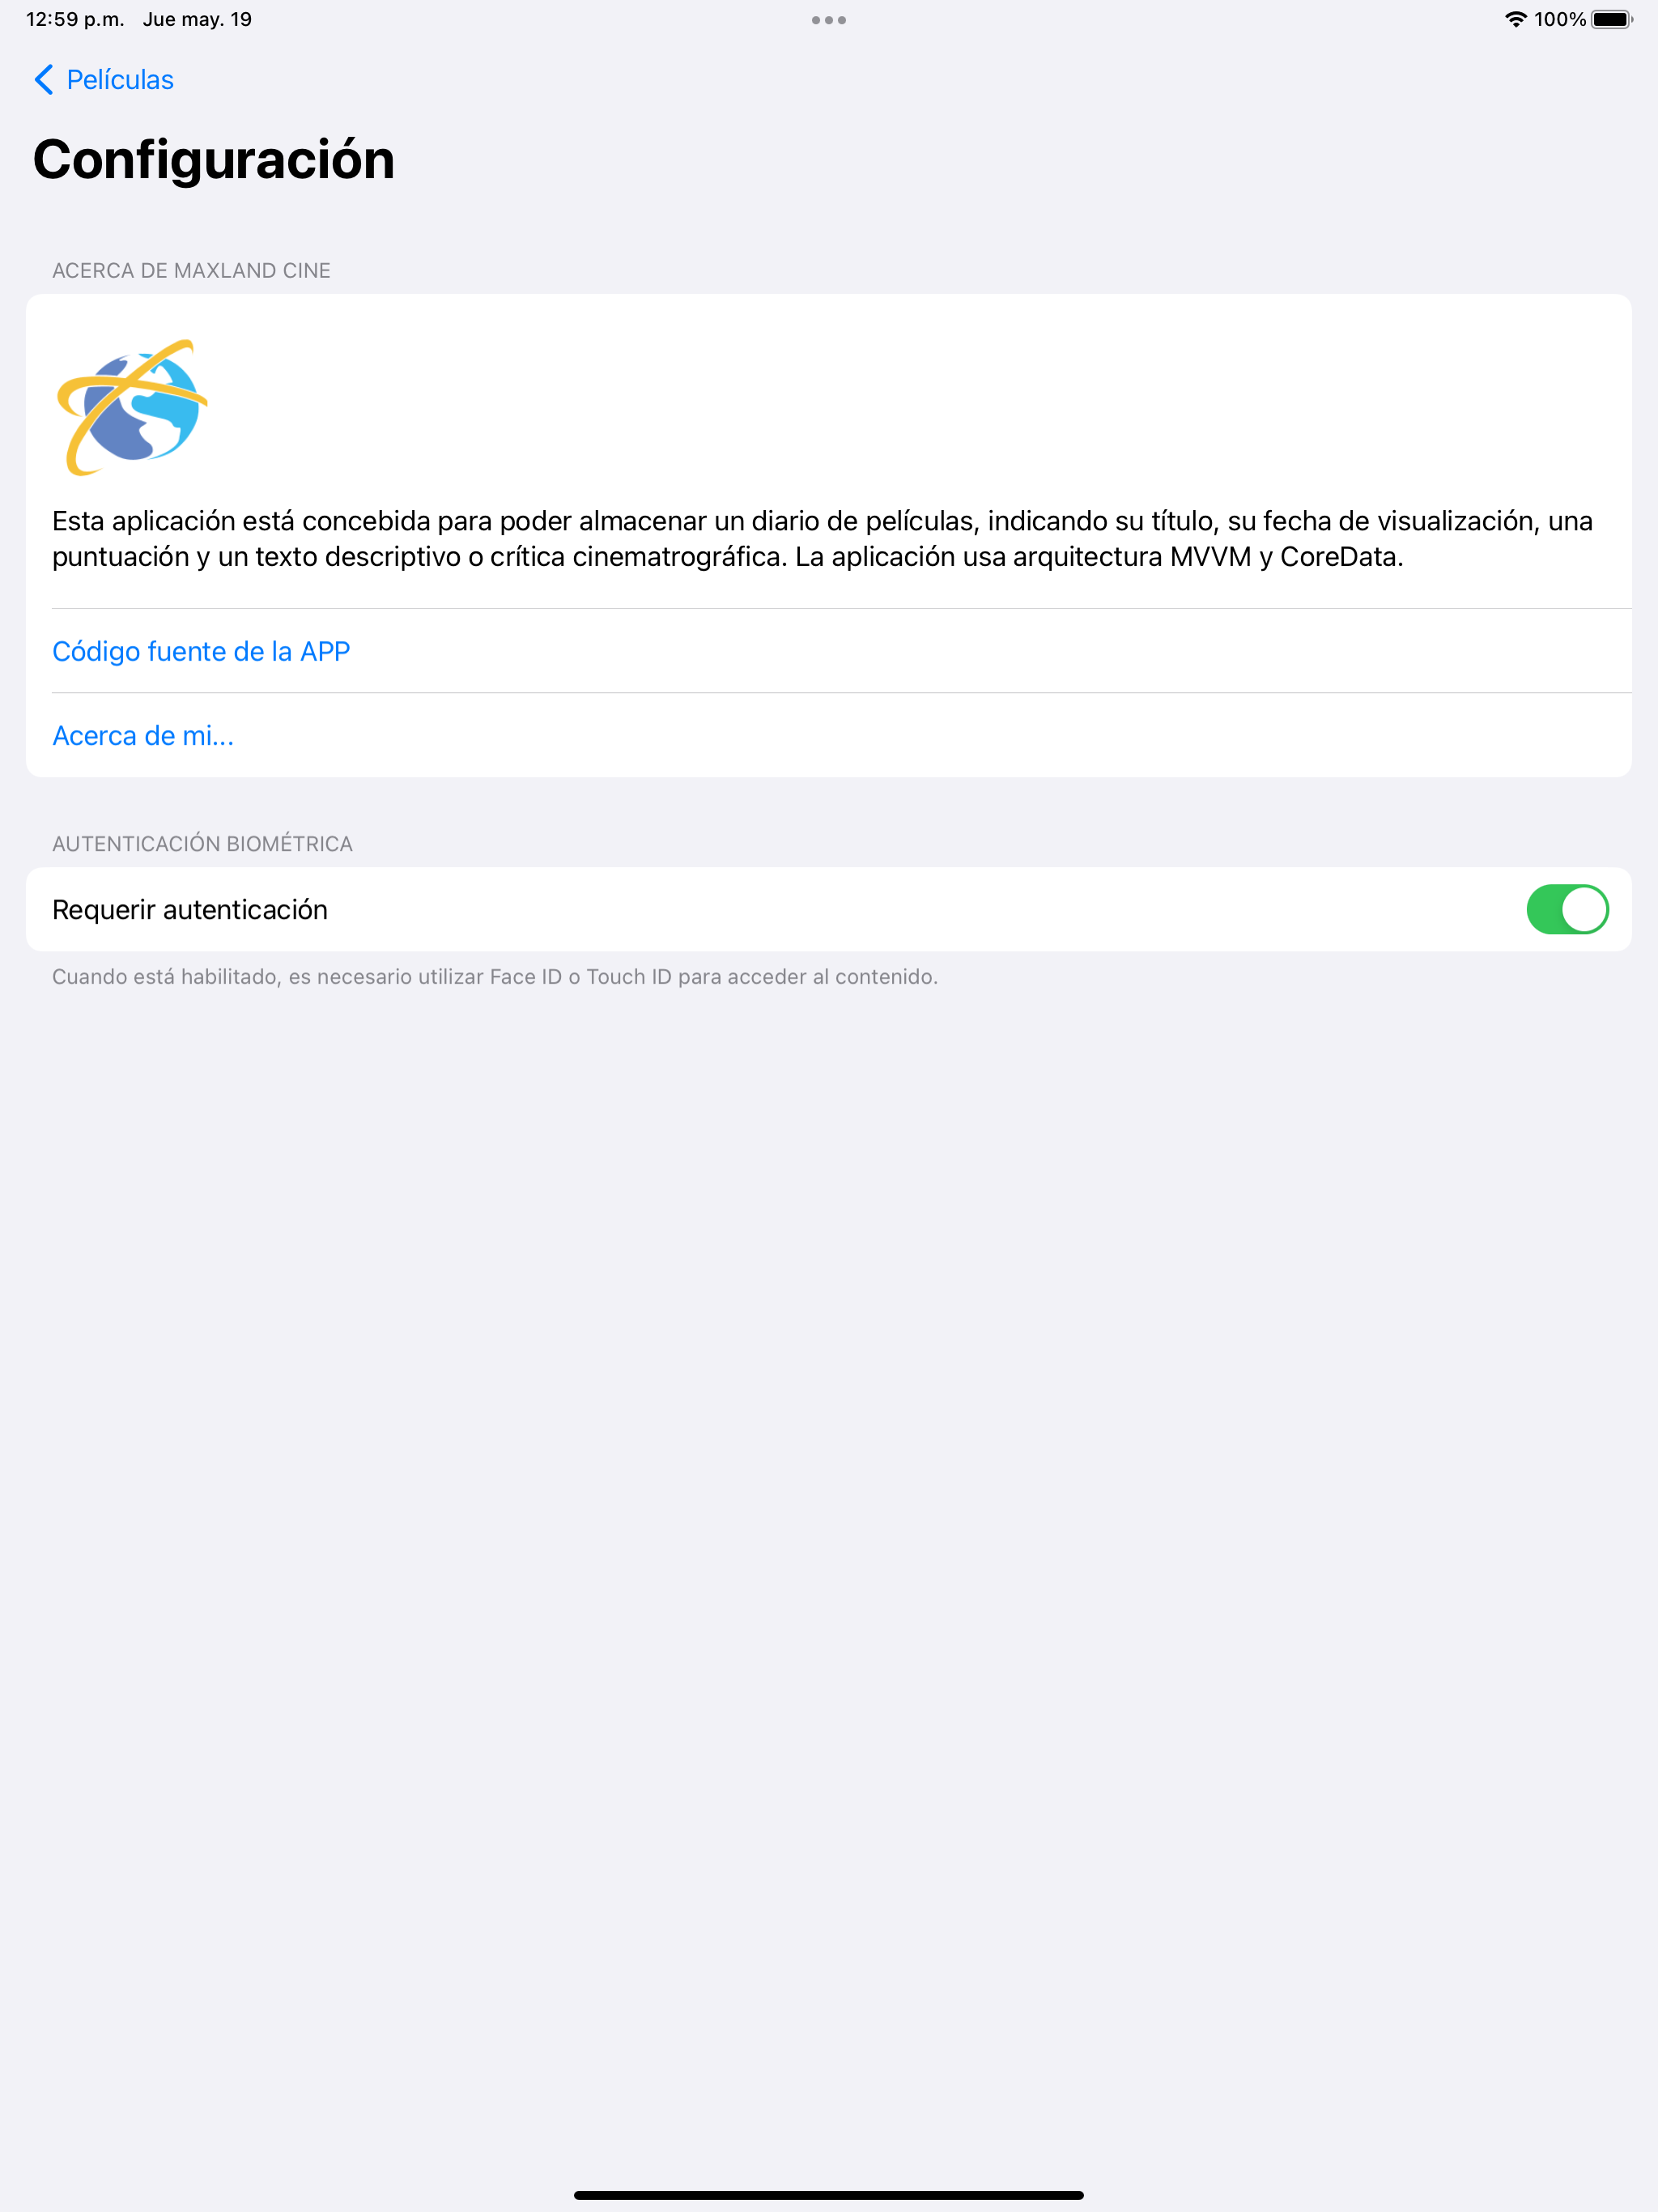 12:59 p.m. Jue may. 19
100%
Películas
Configuración
ACERCA DE MAXLAND CINE
Esta aplicación está concebida para poder almacenar un diario de películas, indicando su título, su fecha de visualización, una
puntuación y un texto descriptivo o crítica cinematrográfica. La aplicación usa arquitectura MVVM y CoreData.
Código fuente de la APP
Acerca de mi...
AUTENTICACIÓN BIOMÉTRICA
Requerir autenticación
Cuando está habilitado, es necesario utilizar Face ID o Touch ID para acceder al contenido.